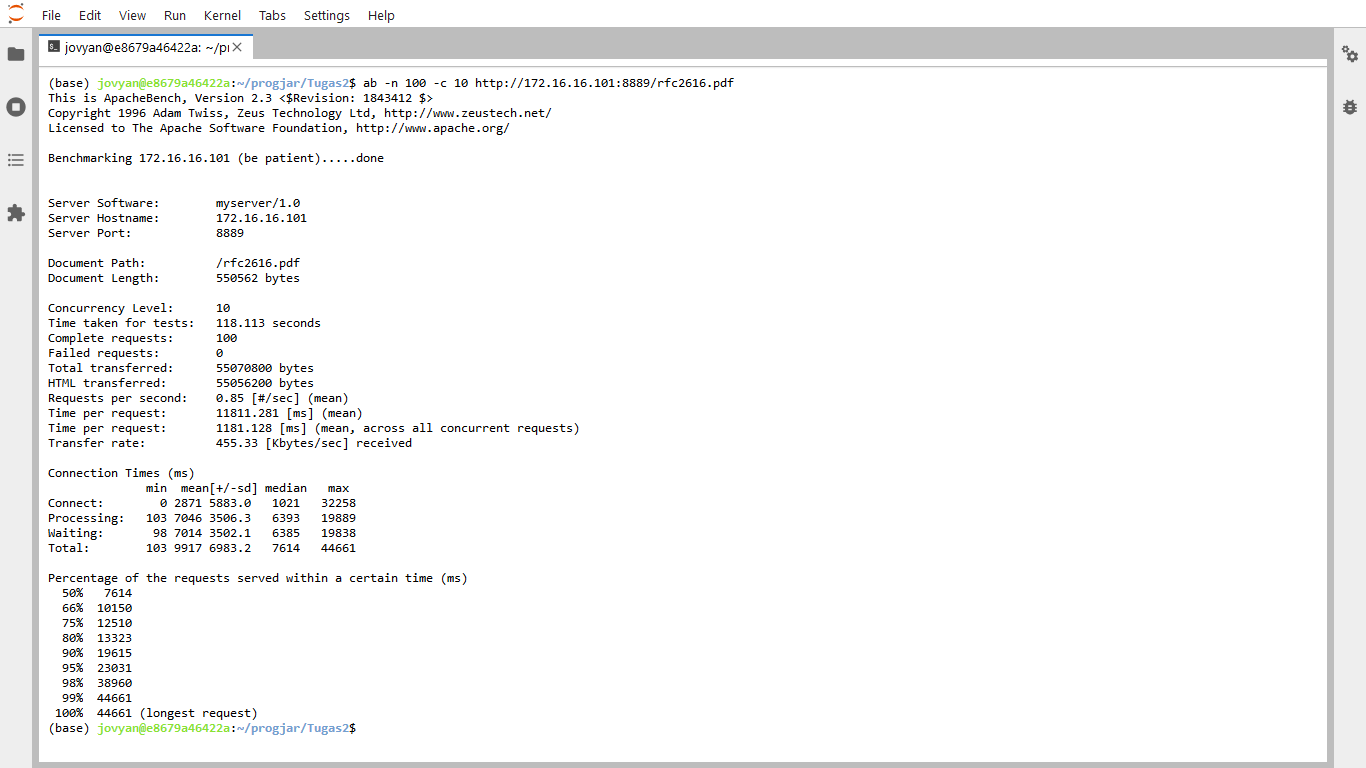 File Edit View Run Kernel Tabs Settings Help
jovyan@e8679a46422a: ~/pr
(base) jovyan@e8679a46422a:~/progjar/Tugas2$ ab -n 100 -c 10 http://172.16.16.101:8889/rfc2616.pdf
This is ApacheBench, Version 2.3 <$Revision: 1843412 $>
Copyright 1996 Adam Twiss, Zeus Technology Ltd, http://www.zeustech.net/
Licensed to The Apache Software Foundation, http://www.apache.org/
Benchmarking 172.16.16.101 (be patient).....done
Server Software:        myserver/1.0
Server Hostname:        172.16.16.101
Server Port:            8889
Document Path:          /rfc2616.pdf
Document Length:        550562 bytes
Concurrency Level:      10
Time taken for tests:   118.113 seconds
Complete requests:      100
Failed requests:        0
Total transferred:      55070800 bytes
HTML transferred:       55056200 bytes
Requests per second:    0.85 [#/sec] (mean)
Time per request:       11811.281 [ms] (mean)
Time per request:       1181.128 [ms] (mean, across all concurrent requests)
Transfer rate:          455.33 [Kbytes/sec] received
Connection Times (ms)
              min  mean[+/-sd] median   max
Connect:        0 2871 5883.0   1021   32258
Processing:   103 7046 3506.3   6393   19889
Waiting:       98 7014 3502.1   6385   19838
Total:        103 9917 6983.2   7614   44661
Percentage of the requests served within a certain time (ms)
  50%   7614
  66%  10150
  75%  12510
  80%  13323
  90%  19615
  95%  23031
  98%  38960
  99%  44661
 100%  44661 (longest request)
(base) jovyan@e8679a46422a:~/progjar/Tugas2$